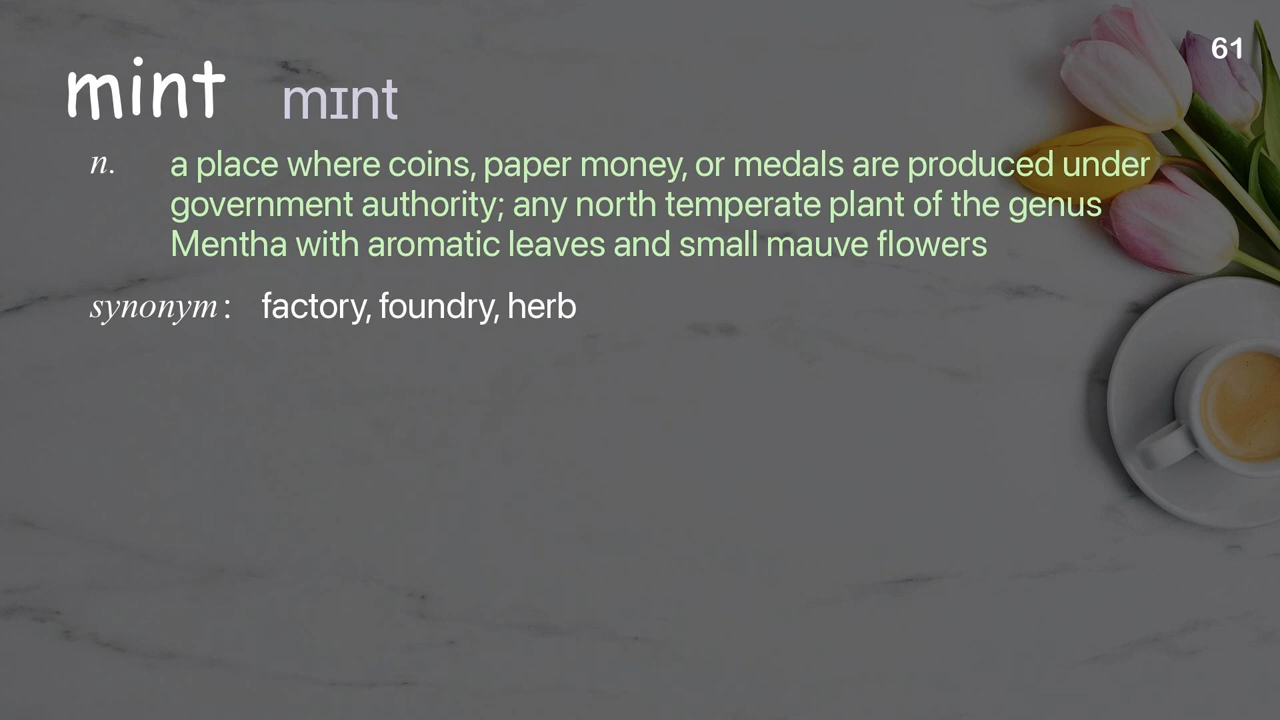 61
mint mɪnt
n. a place where coins, paper money, or medals are produced under
government authority; any north temperate plant of the genus
Mentha with aromatic leaves and small mauve flowers
synonym: factory, foundry, herb